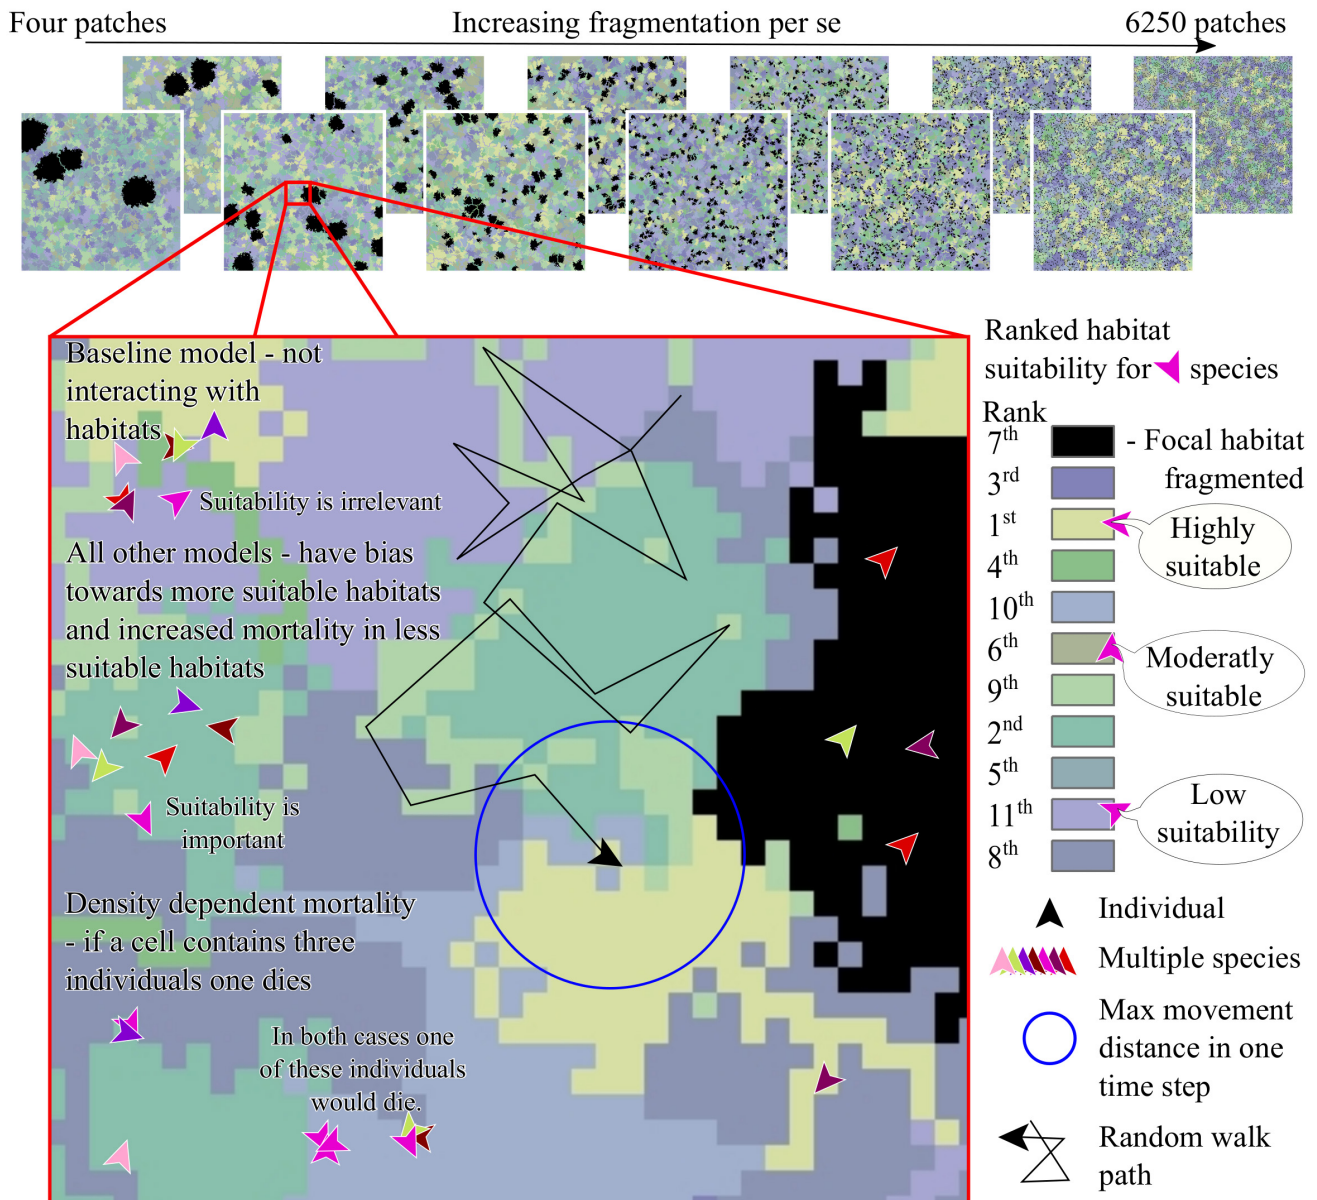 Four patches
Increasing fragmentation per se
6250 patches
Baseline model - not
interacting with
habitats
Suitability is irrelevant
All other models - have bias
towards more suitable habitats
and increased mortality in less
suitable habitats
Suitability is
important
Density dependent mortality
- if a cell contains three
individuals one dies
In both cases one
of these individuals
would die.
Ranked habitat
suitability for species
Rank
7th - Focal habitat
fragmented
3rd
1st
Highly
suitable
4th
10th
6th
Moderatly
suitable
9th
2nd
5th
11th
Low
suitability
8th
Individual
Multiple species
Max movement
distance in one
time step
Random walk
path